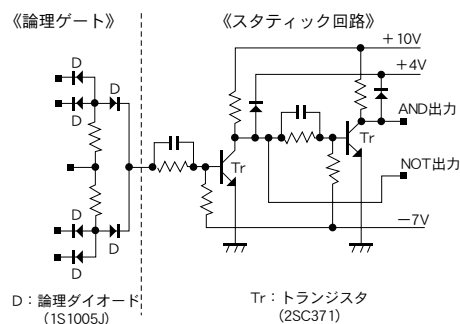 《論理ゲート》
《スタティック回路》
D
D
D
D
D
D
Tr
Tr
+10V
+4V
AND出力
NOT出力
−7V
D：論理ダイオード
(1S1005J)
Tr：トランジスタ
(2SC371)